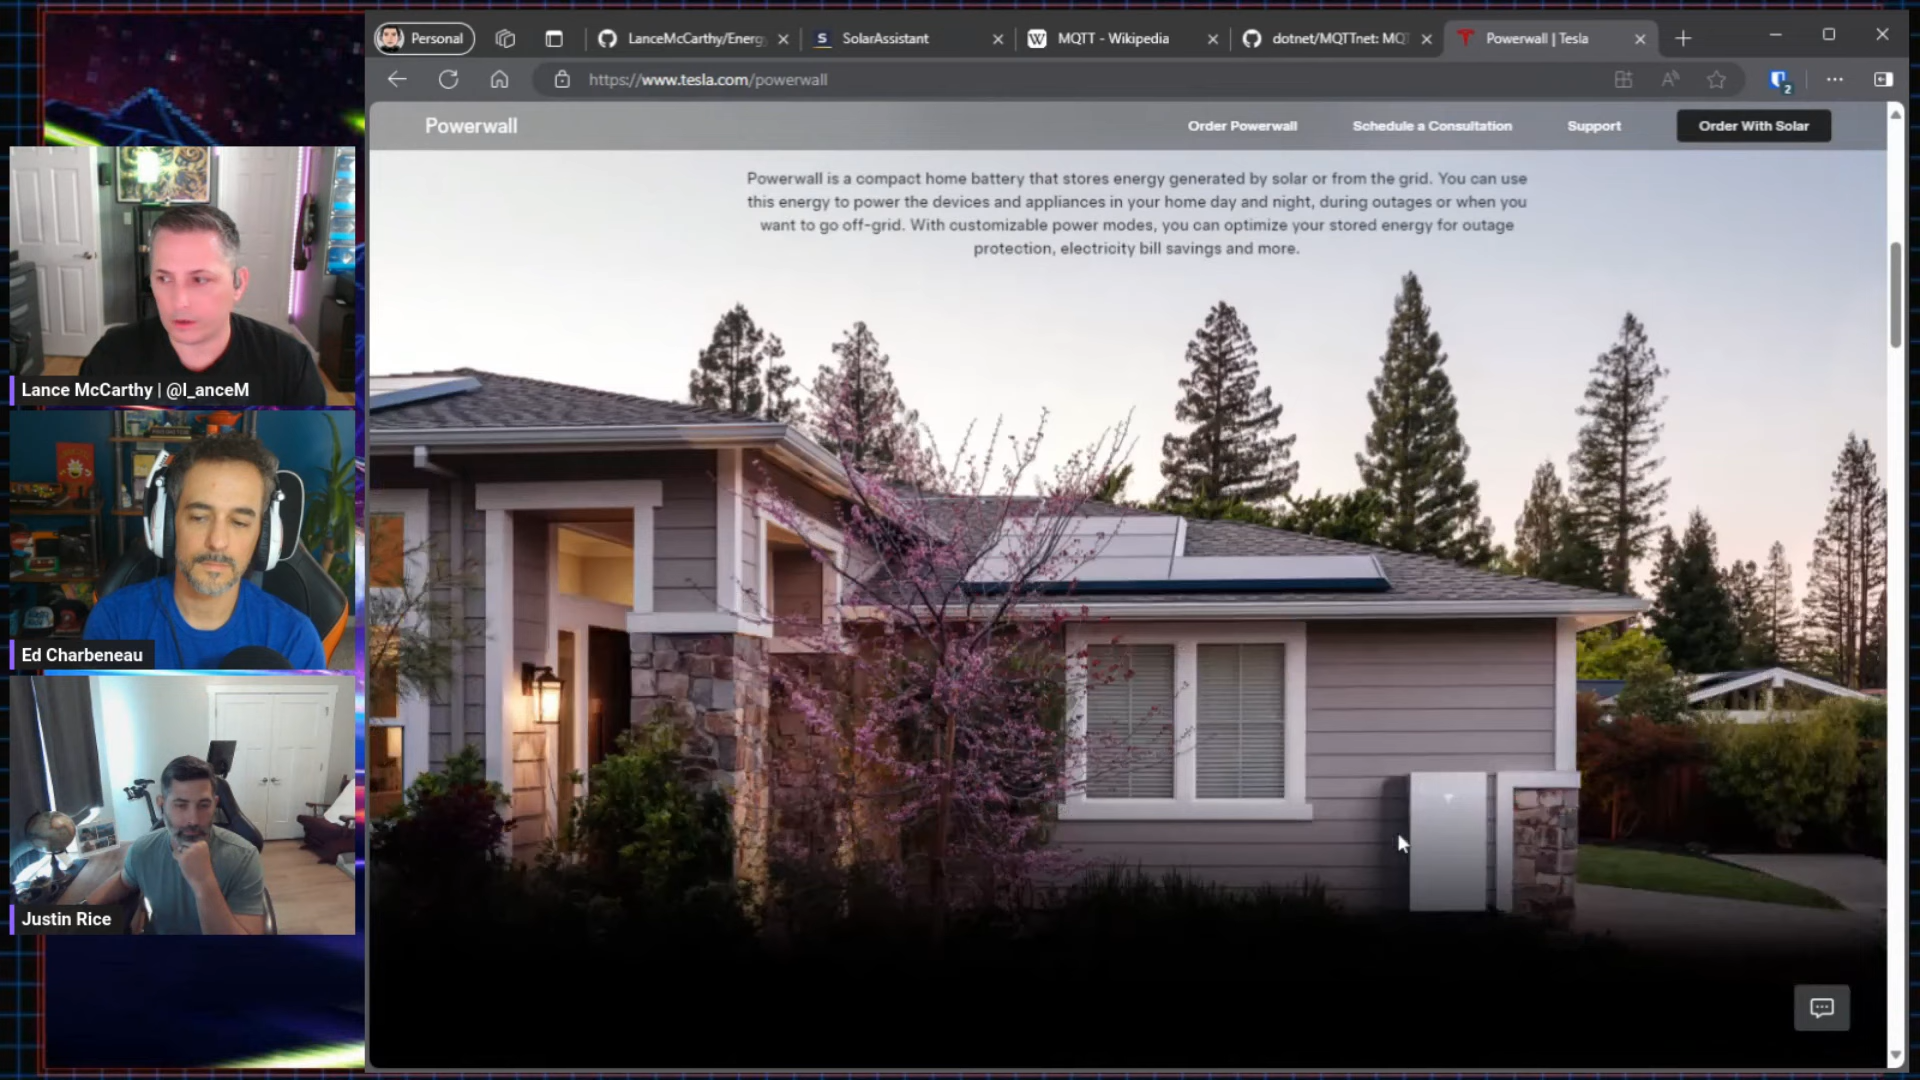 Personal
LanceMcCarthy/Energ
SolarAssistant
MQTT - Wikipedia
dotnet/MQTTnet: MQ
Powerwall | Tesla
https://www.tesla.com/powerwall
2
Powerwall
Order Powerwall
Schedule a Consultation
Support
Order With Solar
Powerwall is a compact home battery that stores energy generated by solar or from the grid. You can use
this energy to power the devices and appliances in your home day and night, during outages or when you
want to go off-grid. With customizable power modes, you can optimize your stored energy for outage
protection, electricity bill savings and more.
Lance McCarthy | @l_anceM
Ed Charbeneau
Justin Rice